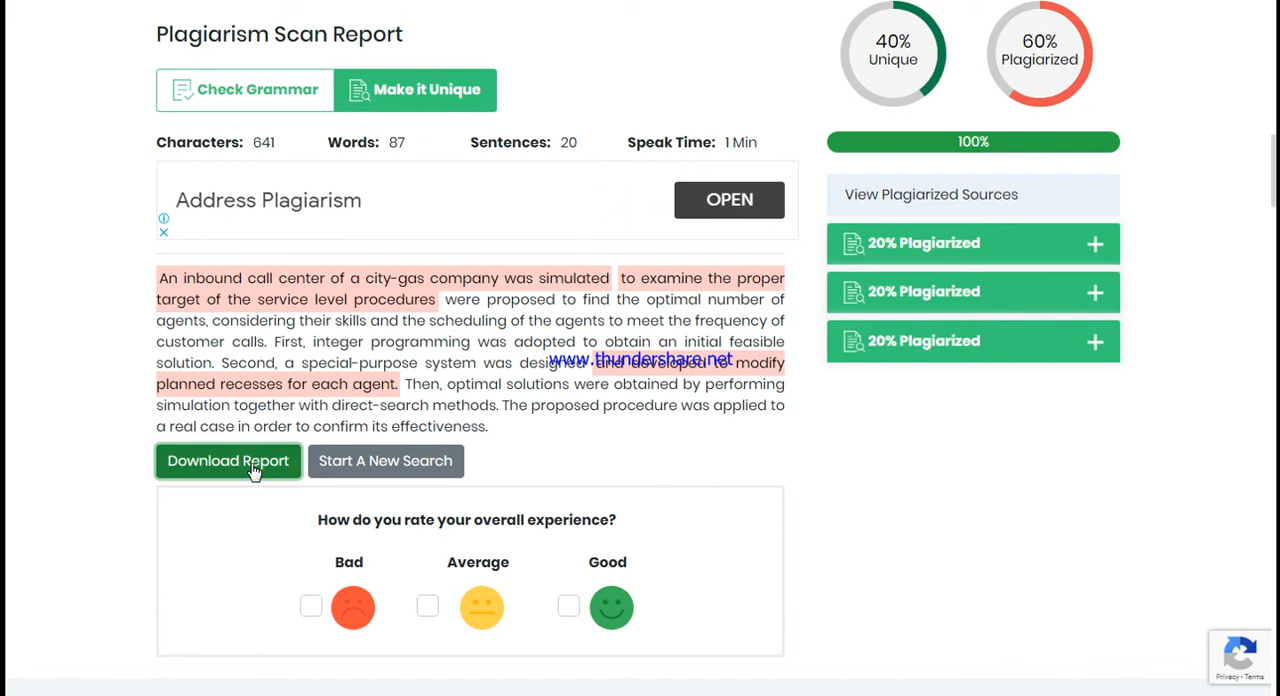 Plagiarism Scan Report
40%
Unique
60%
Plagiarized
Check Grammar
Make it Unique
Characters: 641 Words: 87 Sentences: 20 Speak Time: 1 Min
100%
Address Plagiarism
OPEN
View Plagiarized Sources
20% Plagiarized +
20% Plagiarized +
20% Plagiarized +
An inbound call center of a city-gas company was simulated to examine the proper
target of the service level procedures were proposed to find the optimal number of
agents, considering their skills and the scheduling of the agents to meet the frequency of
customer calls. First, integer programming was adopted to obtain an initial feasible
solution. Second, a special-purpose system was designed and developed to modify
www.thundershare.net
planned recesses for each agent. Then, optimal solutions were obtained by performing
simulation together with direct-search methods. The proposed procedure was applied to
a real case in order to confirm its effectiveness.
Download Report
Start A New Search
How do you rate your overall experience?
Bad
Average
Good
Privacy - Terms